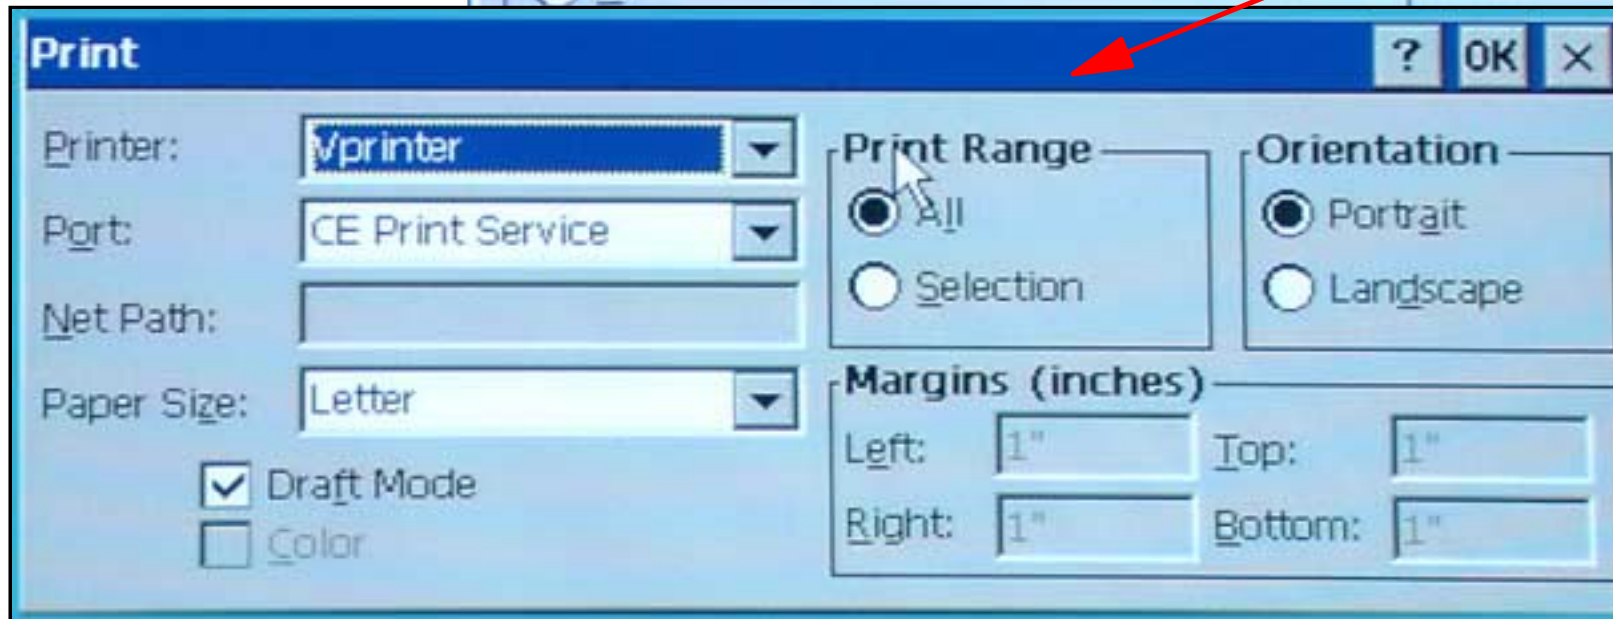 Print
? OK ×
Printer: Vprinter
Port: CE Print Service
Net Path:
Paper Size: Letter
Draft Mode
Color
Print Range
All
Selection
Orientation
Portrait
Landscape
Margins (inches)
Left: 1" Top: 1"
Right: 1" Bottom: 1"